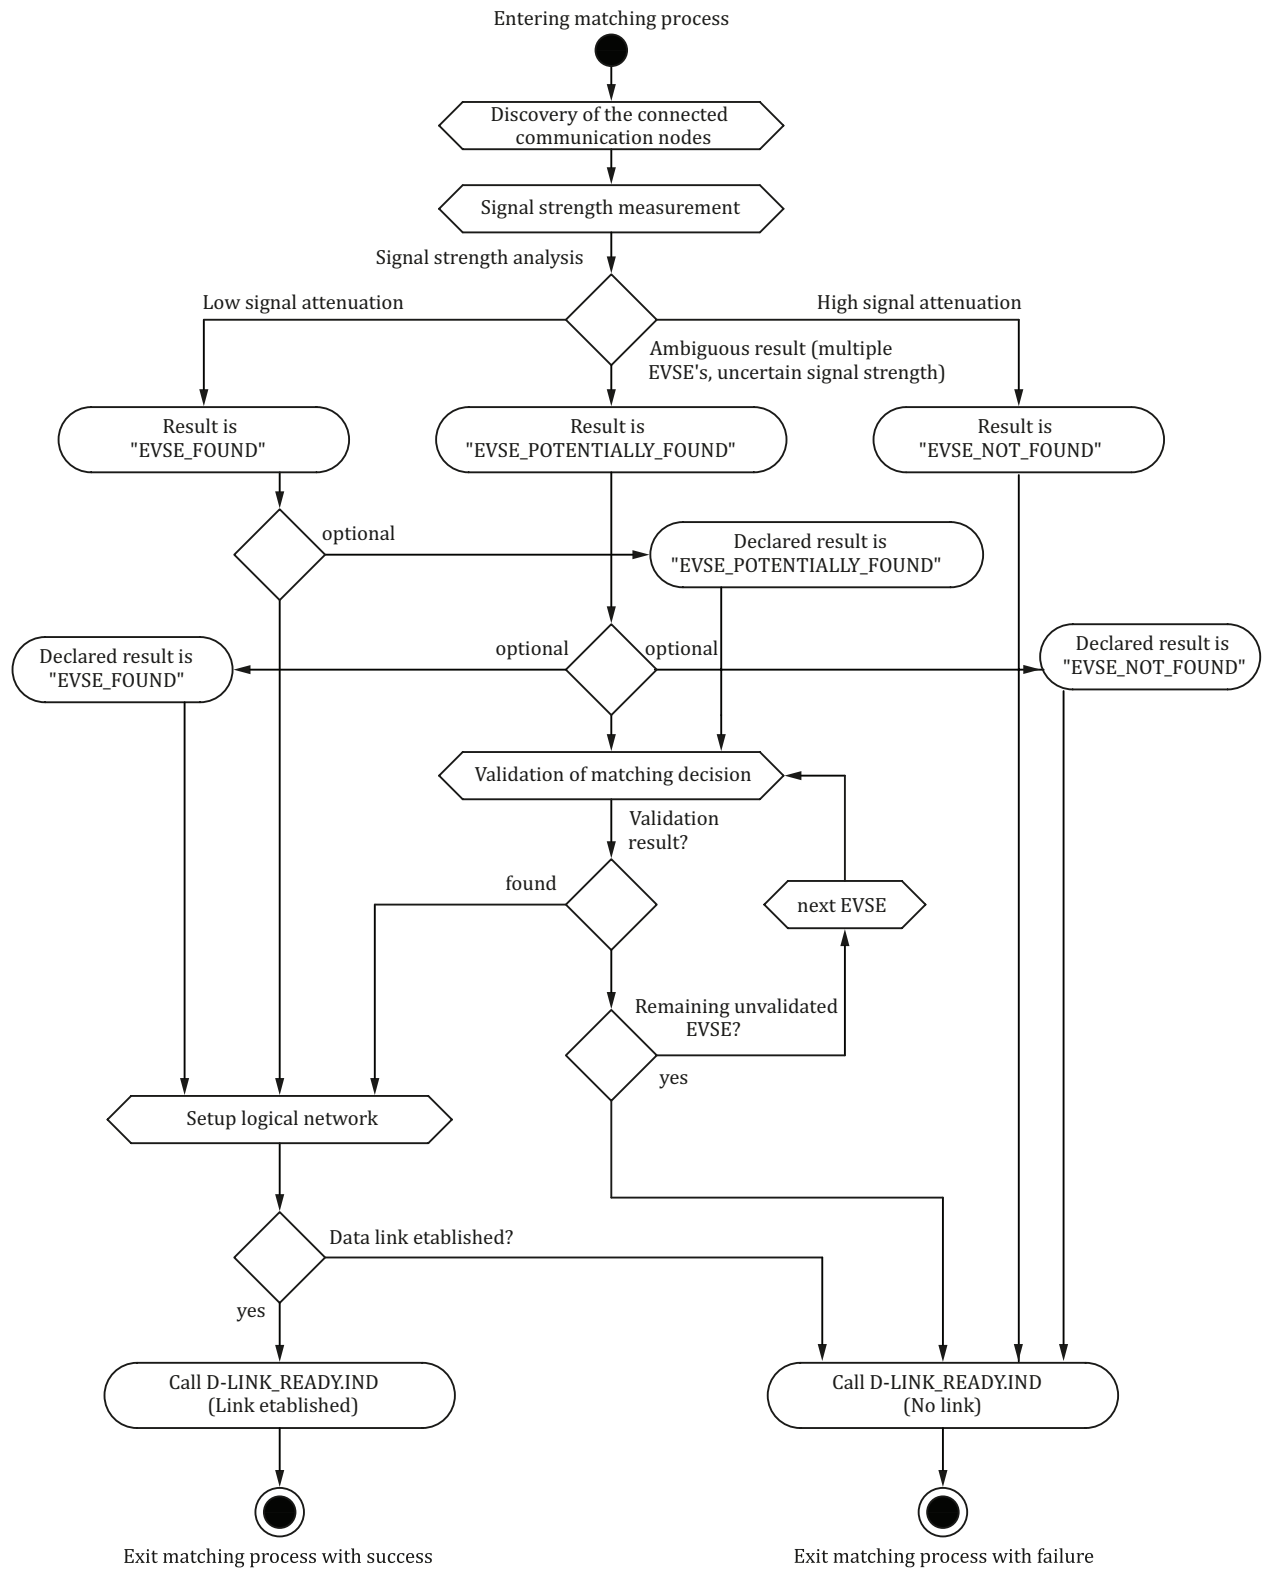 Entering matching process
Discovery of the connected
communication nodes
Signal strength measurement
Signal strength analysis
Low signal attenuation
High signal attenuation
Ambiguous result (multiple
EVSE's, uncertain signal strength)
Result is
"EVSE_FOUND"
Result is
"EVSE_POTENTIALLY_FOUND"
Result is
"EVSE_NOT_FOUND"
optional
Declared result is
"EVSE_POTENTIALLY_FOUND"
Declared result is
"EVSE_FOUND"
optional
optional
Declared result is
"EVSE_NOT_FOUND"
Validation of matching decision
Validation
result?
found
next EVSE
Remaining unvalidated
EVSE?
yes
Setup logical network
Data link etablished?
yes
Call D-LINK_READY.IND
(Link etablished)
Call D-LINK_READY.IND
(No link)
Exit matching process with success
Exit matching process with failure